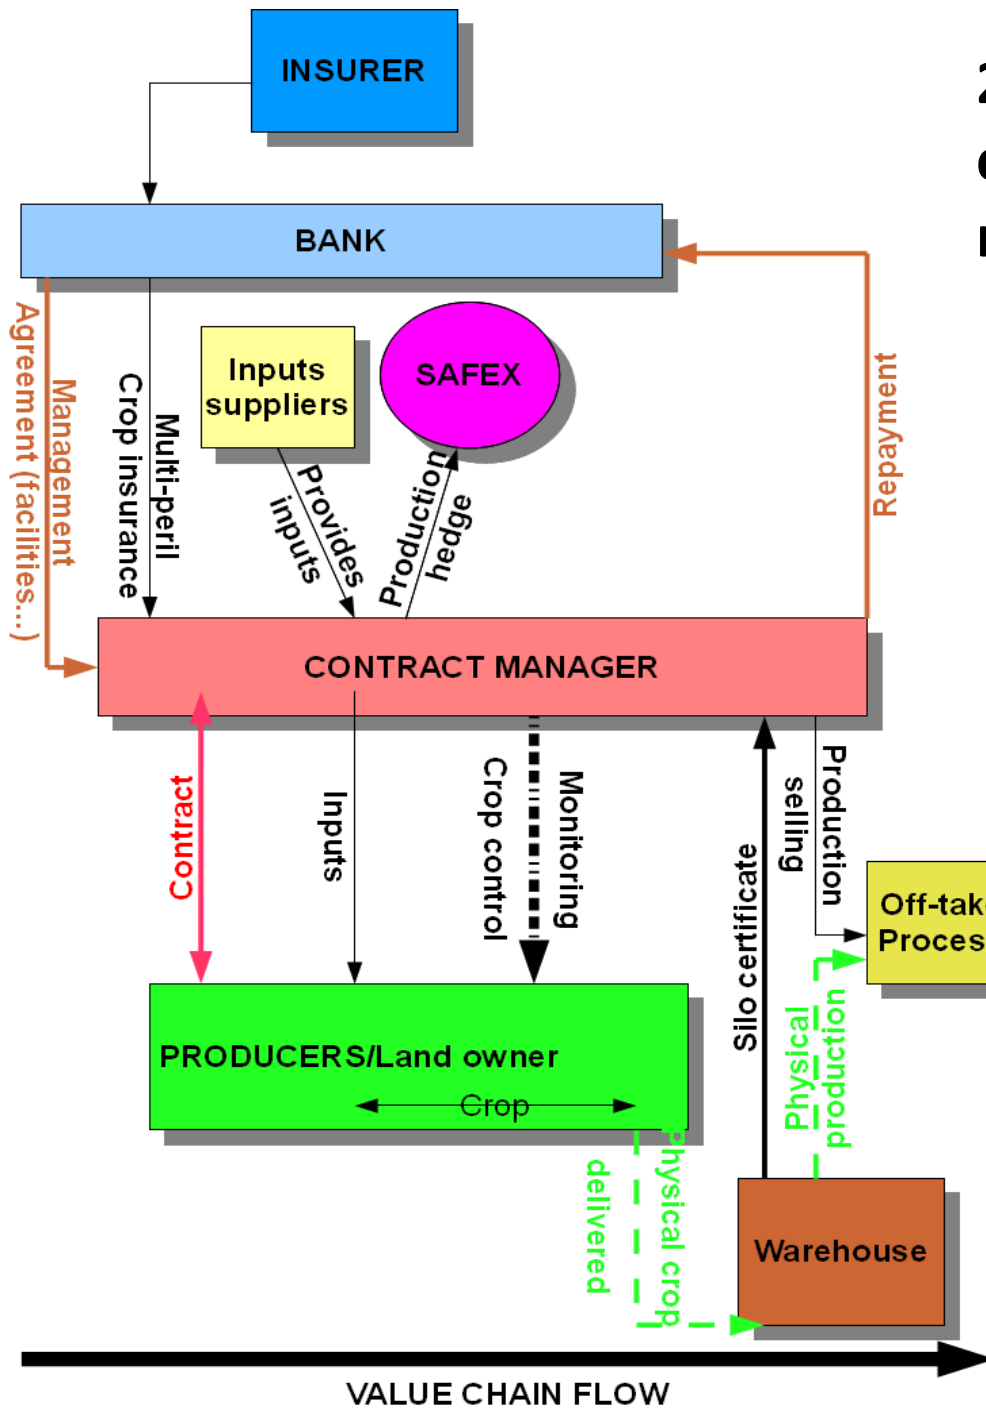 INSURER
BANK
Management
Agreement (facilities...)
Multi-peril
Crop insurance
Inputs
suppliers
SAFEX
Repayment
Provides
inputs
Production
hedge
CONTRACT MANAGER
Contract
Inputs
Monitoring
Crop control
Silo certificate
Production
selling
Physical
production
PRODUCERS/Land owner
Crop
Physical crop
delivered
Warehouse
VALUE CHAIN FLOW